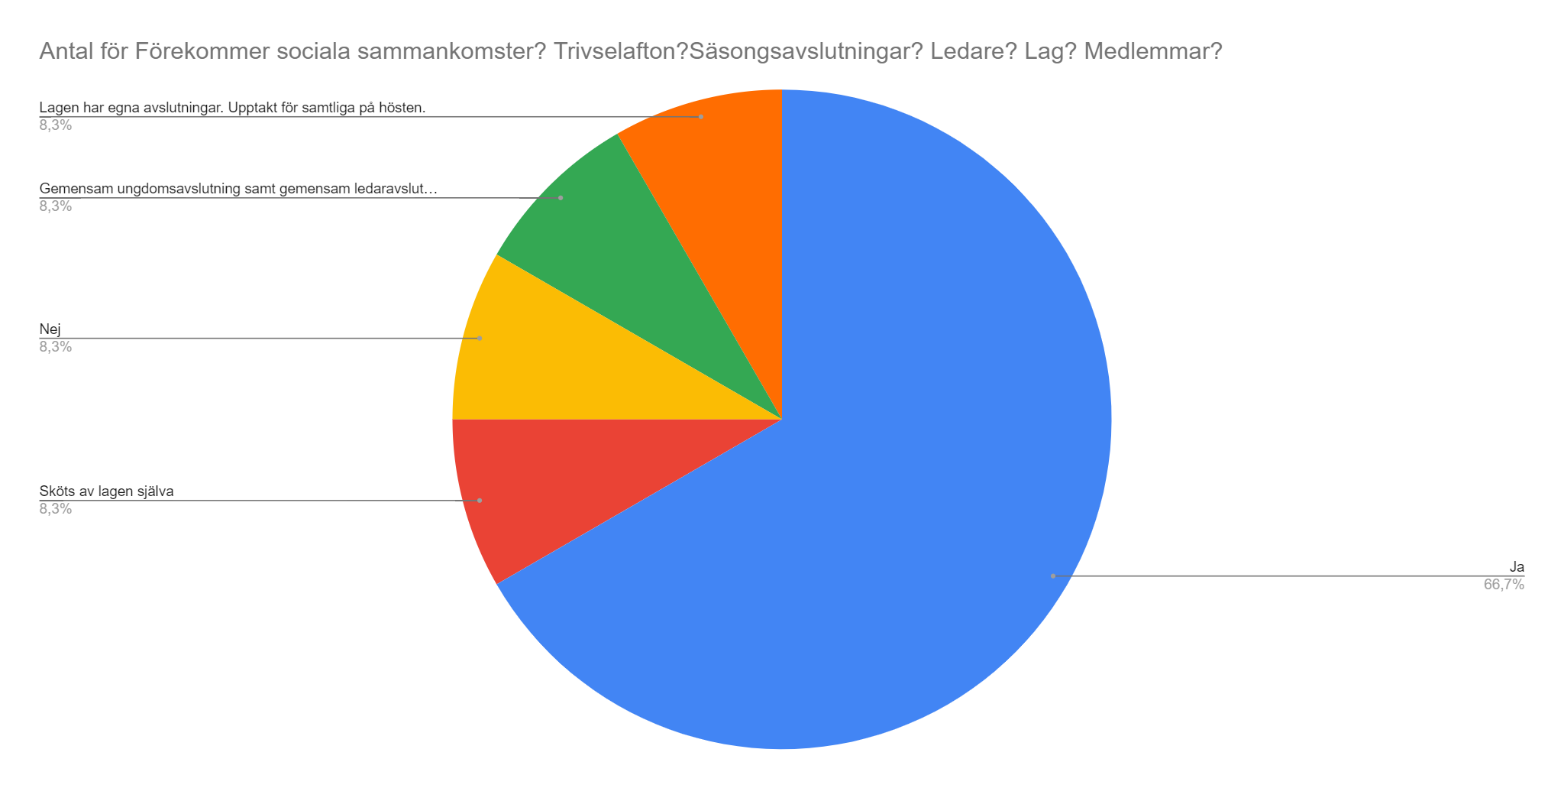 Antal för Förekommer sociala sammankomster? Trivselafton?Säsongsavslutningar? Ledare? Lag? Medlemmar?
Lagen har egna avslutningar. Upptakt för samtliga på hösten.
8,3%
Gemensam ungdomsavslutning samt gemensam ledaravslut…
8,3%
Nej
8,3%
Sköts av lagen själva
8,3%
Ja
66,7%